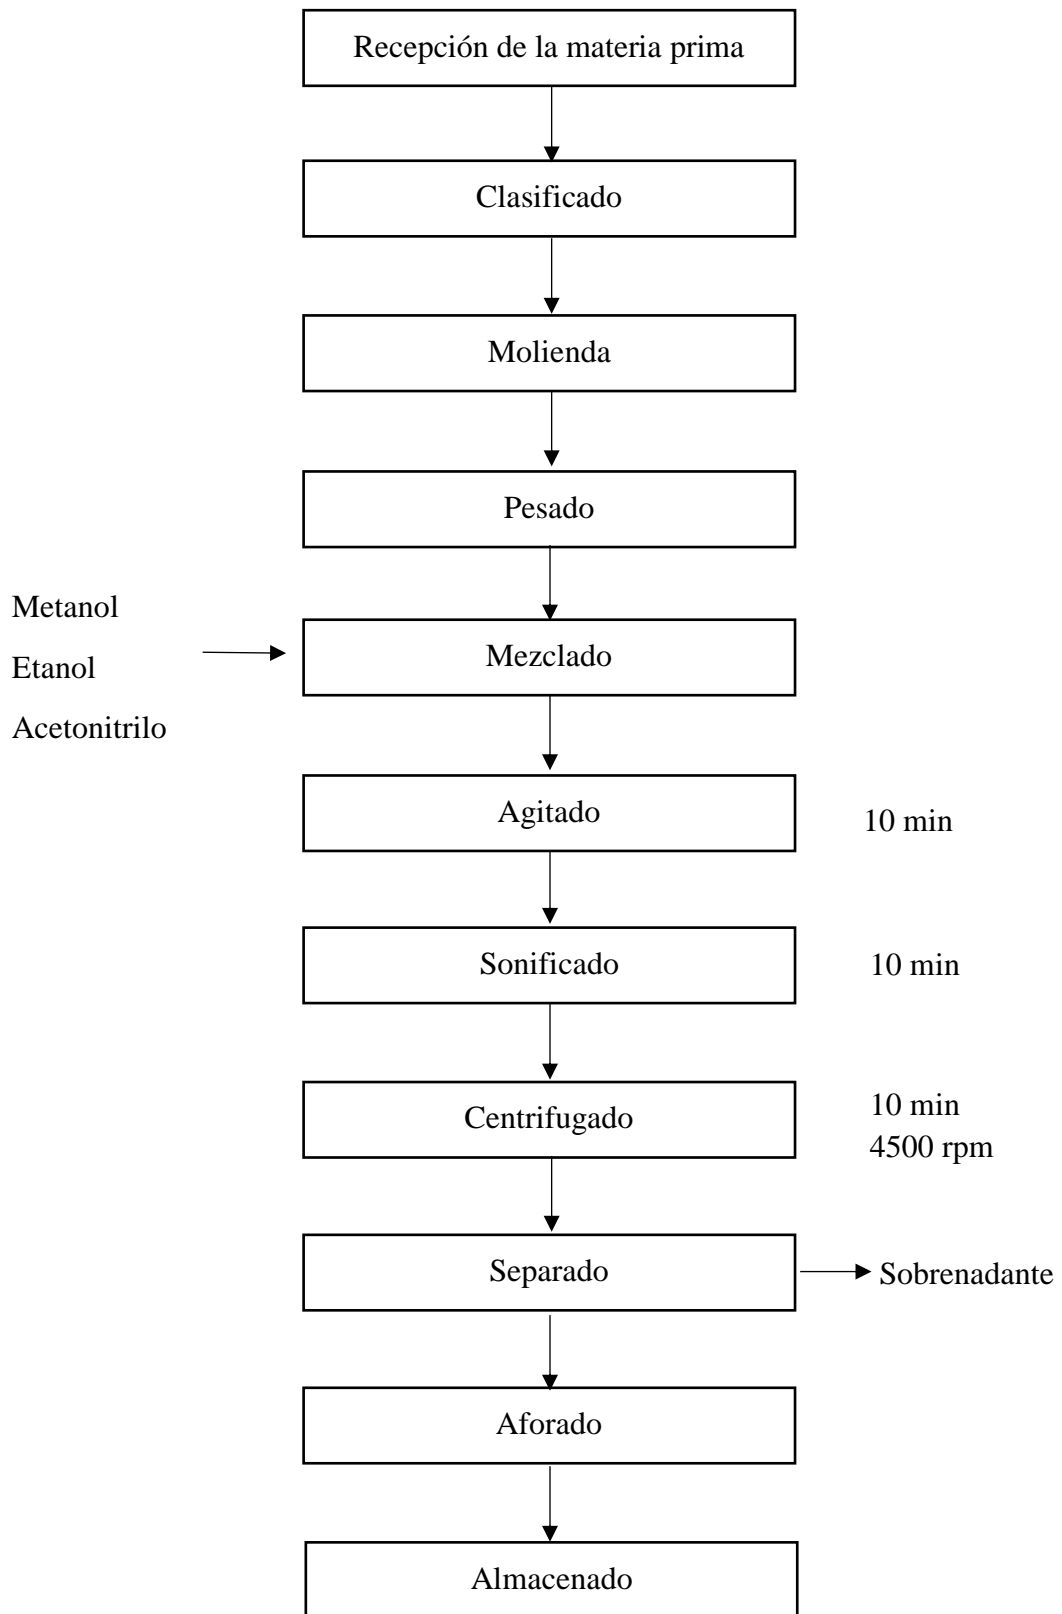 Recepción de la materia prima
Clasificado
Molienda
Pesado
Metanol
Etanol
Acetonitrilo
Mezclado
Agitado
10 min
Sonificado
10 min
Centrifugado
10 min
4500 rpm
Separado
Sobrenadante
Aforado
Almacenado